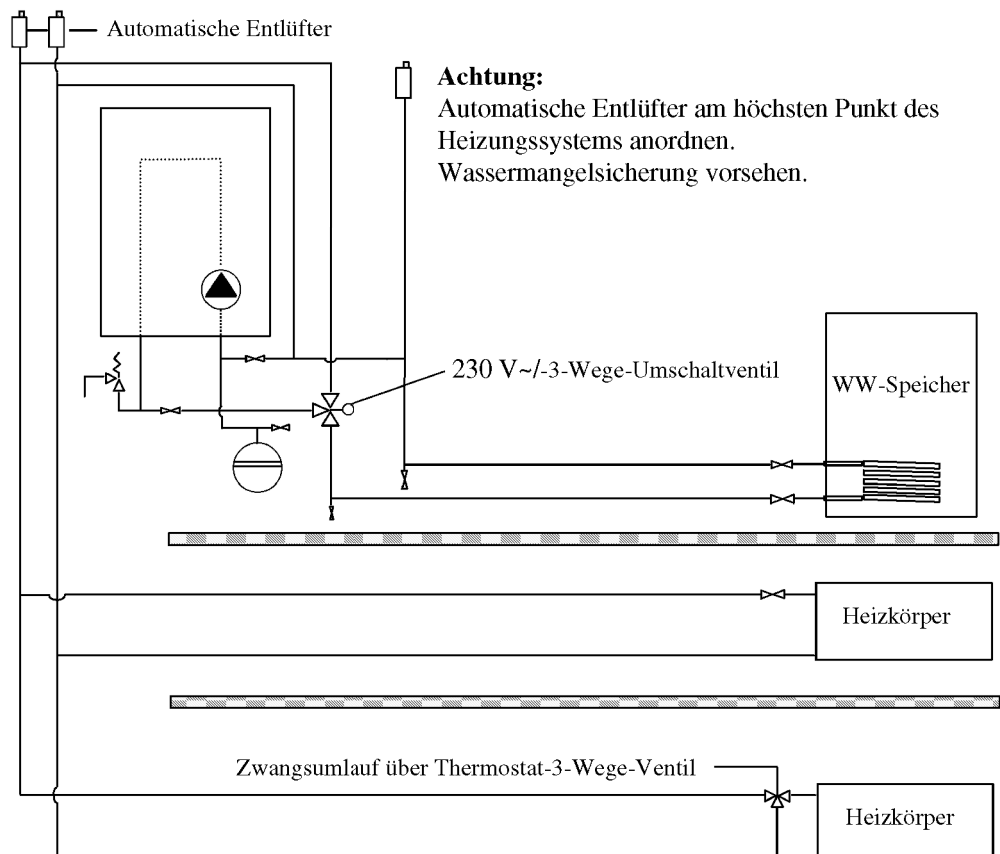 Automatische Entlüfter
Achtung:
Automatische Entlüfter am höchsten Punkt des
Heizungssystems anordnen.
Wassermangelsicherung vorsehen.
230 V~/-3-Wege-Umschaltventil
WW-Speicher
Heizkörper
Zwangsumlauf über Thermostat-3-Wege-Ventil
Heizkörper